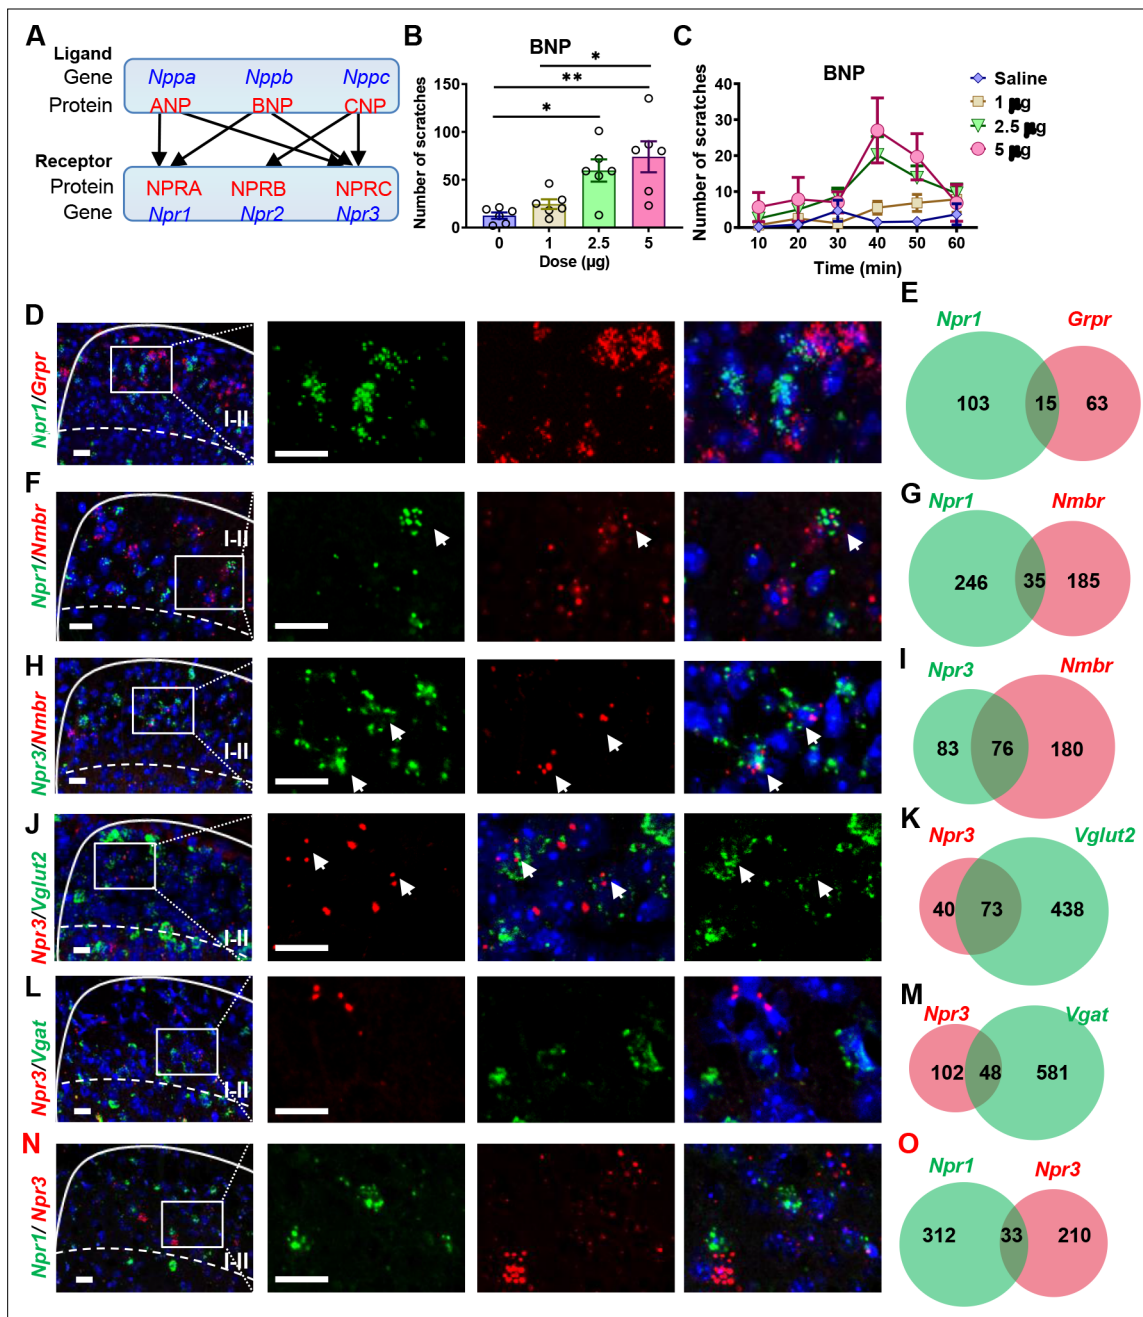 A
Ligand
Gene Nppa Nppb Nppc
Protein ANP BNP CNP
Receptor
Protein NPRA NPRB NPRC
Gene Npr1 Npr2 Npr3
B
BNP
Number of scratches
150
100
50
0
*
**
*
0 1 2.5 5
Dose (µg)
C
BNP
Number of scratches
40
30
20
10
0
10 20 30 40 50 60
Time (min)
Saline
1 µg
2.5 µg
5 µg
D
Npr1/Grpr
I-II
E
Npr1 Grpr
103 15 63
F
Npr1/Nmbr
I-II
G
Npr1 Nmbr
246 35 185
H
Npr3/Nmbr
I-II
I
Npr3 Nmbr
83 76 180
J
Npr3/Vglut2
I-II
K
Npr3 Vglut2
40 73 438
L
Npr3/Vgat
I-II
M
Npr3 Vgat
102 48 581
N
Npr1/ Npr3
I-II
O
Npr1 Npr3
312 33 210